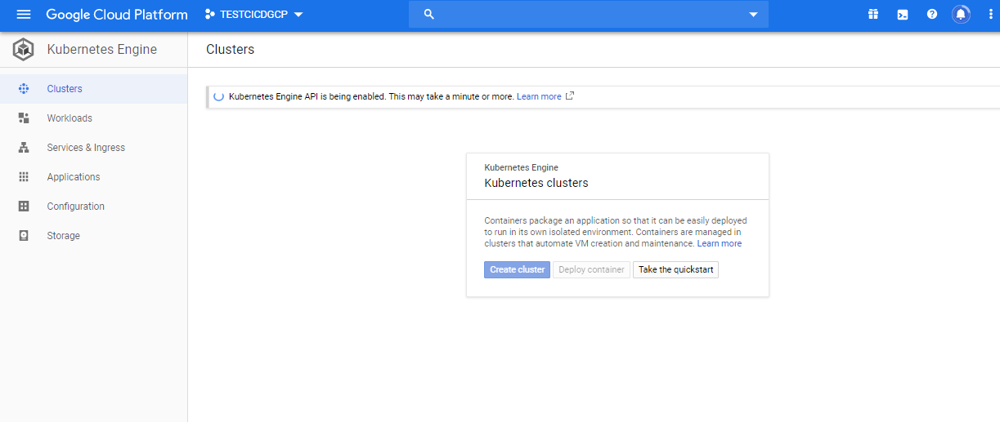 Google Cloud Platform TESTCICDGCP
Kubernetes Engine
Clusters
Clusters
Workloads
Services & Ingress
Applications
Configuration
Storage
Kubernetes Engine API is being enabled. This may take a minute or more. Learn more
Kubernetes Engine
Kubernetes clusters
Containers package an application so that it can be easily deployed
to run in its own isolated environment. Containers are managed in
clusters that automate VM creation and maintenance. Learn more
Create cluster Deploy container Take the quickstart